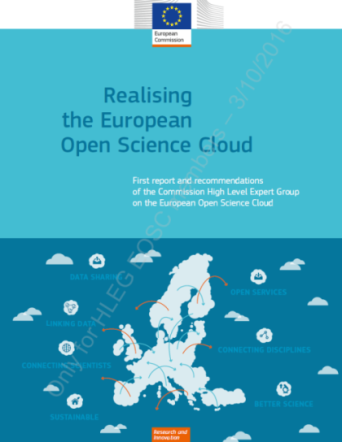 European
Commission
Realising
the European
Open Science Cloud
First report and recommendations
of the Commission High Level Expert Group
on the European Open Science Cloud
Only for HLEG EOSC members – 3/10/2016
DATA SHARING
OPEN SERVICES
LINKING DATA
CONNECTING SCIENTISTS
CONNECTING DISCIPLINES
SUSTAINABLE
BETTER SCIENCE
Research and
Innovation